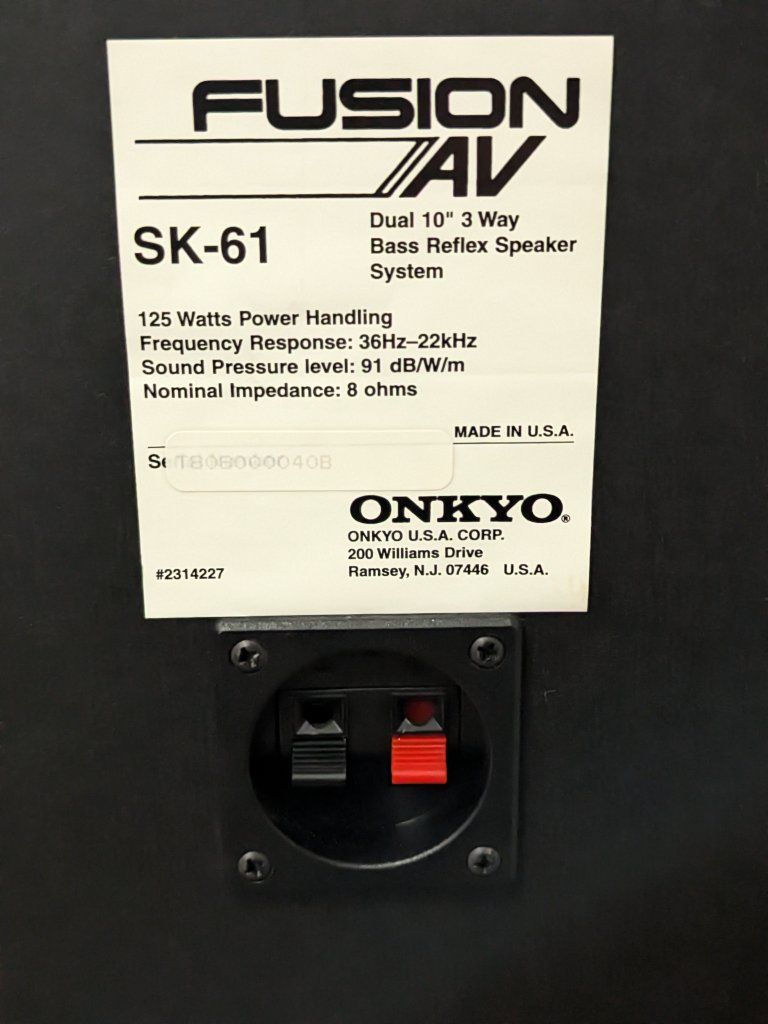 FUSION
AV
SK-61
Dual 10" 3 Way
Bass Reflex Speaker
System
125 Watts Power Handling
Frequency Response: 36Hz–22kHz
Sound Pressure level: 91 dB/W/m
Nominal Impedance: 8 ohms
MADE IN U.S.A.
ONKYO®
ONKYO U.S.A. CORP.
200 Williams Drive
#2314227 Ramsey, N.J. 07446 U.S.A.